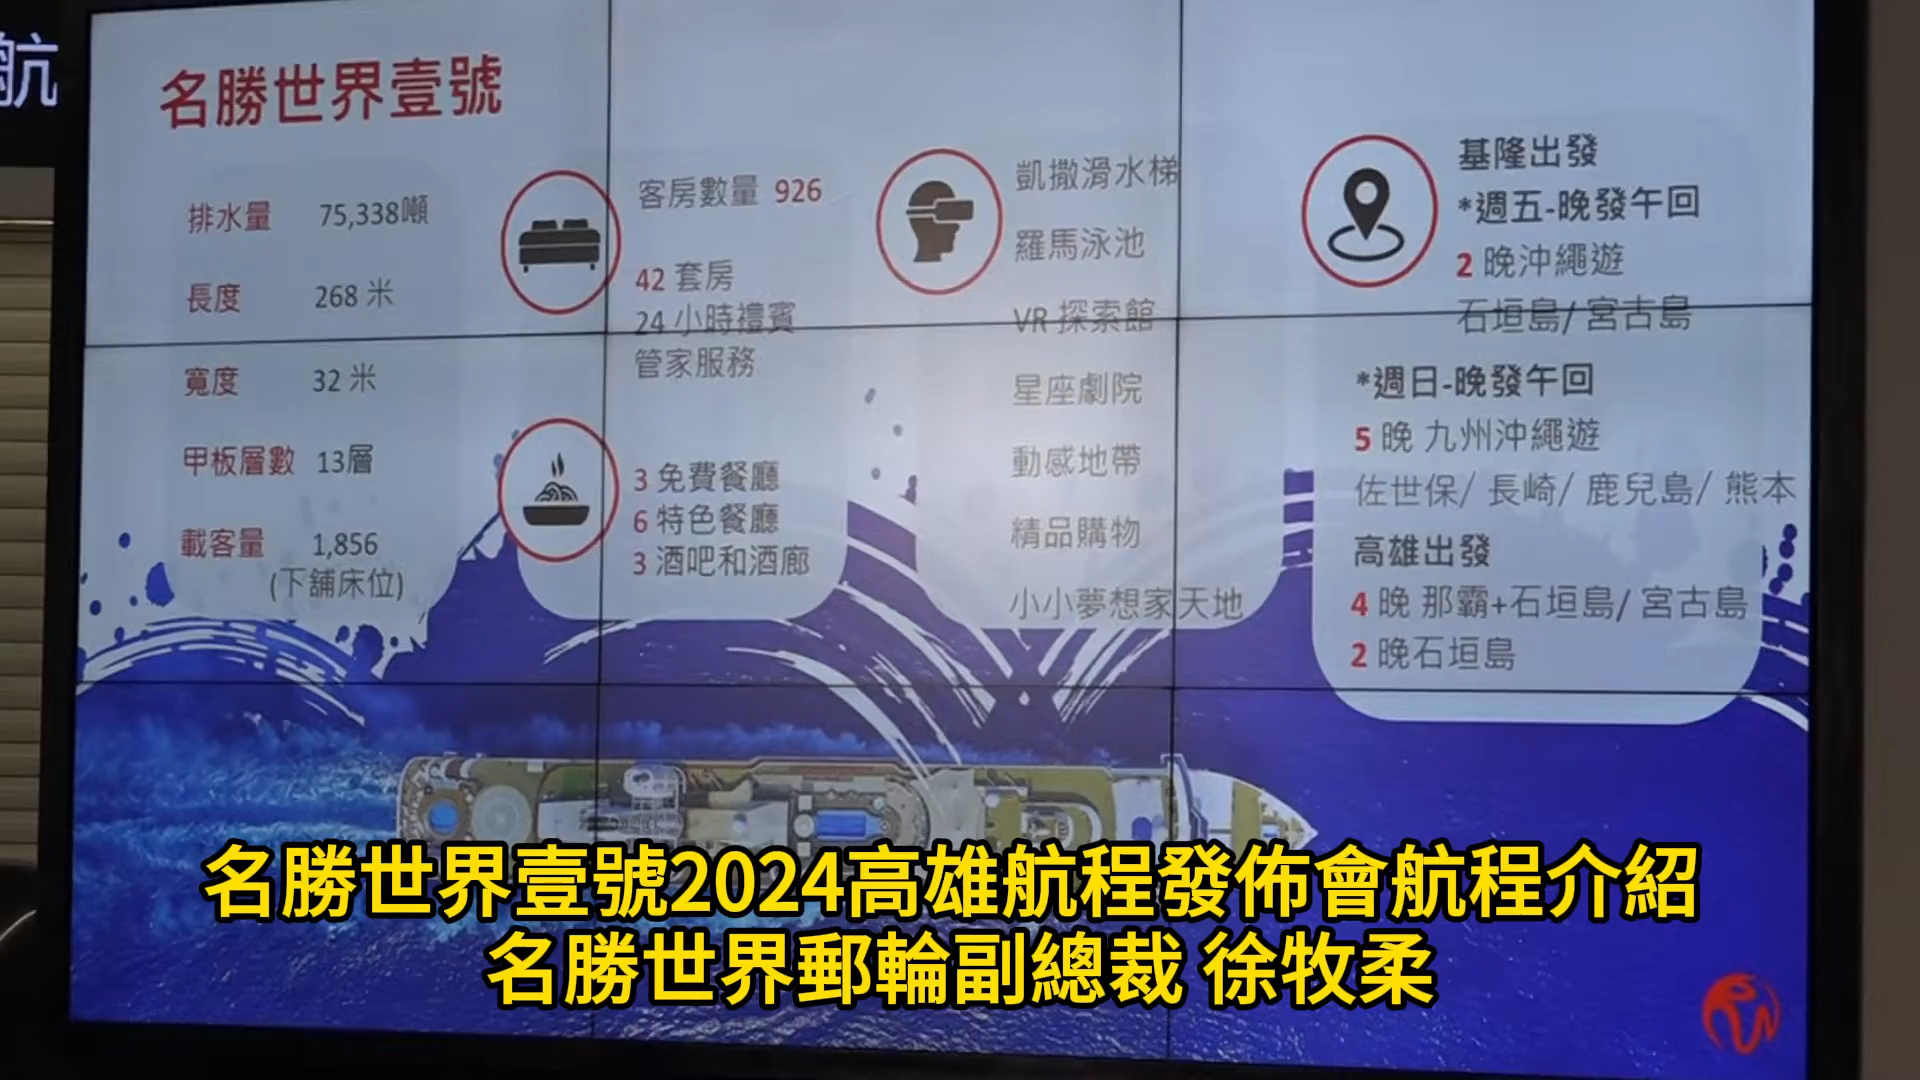 航
名勝世界壹號
排水量 75,338噸
長度 268 米
寬度 32 米
甲板層數 13層
載客量 1,856
(下舖床位)
客房數量 926
42 套房
24 小時禮賓
管家服務
3 免費餐廳
6 特色餐廳
3 酒吧和酒廊
凱撒滑水梯
羅馬泳池
VR 探索館
星座劇院
動感地帶
精品購物
小小夢想家天地
基隆出發
*週五-晚發午回
2 晚沖繩遊
石垣島/ 宮古島
*週日-晚發午回
5 晚 九州沖繩遊
佐世保/ 長崎/ 鹿兒島/ 熊本
高雄出發
4 晚 那霸+石垣島/ 宮古島
2 晚石垣島
名勝世界壹號2024高雄航程發佈會航程介紹
名勝世界郵輪副總裁 徐牧柔